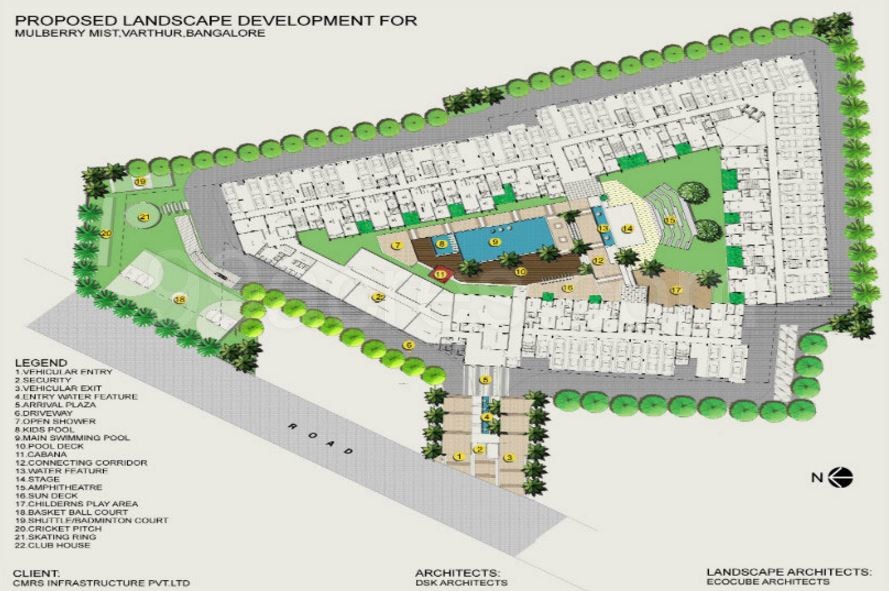 PROPOSED LANDSCAPE DEVELOPMENT FOR
MULBERRY MIST,VARTHUR,BANGALORE
19
21
20
18
22
6
7
8
9
10
11
13
14
15
12
16
17
5
4
1
2
3
ROAD
N
LEGEND
1.VEHICULAR ENTRY
2.SECURITY
3.VEHICULAR EXIT
4.ENTRY WATER FEATURE
5.ARRIVAL PLAZA
6.DRIVEWAY
7.OPEN SHOWER
8.KIDS POOL
9.MAIN SWIMMING POOL
10.POOL DECK
11.CABANA
12.CONNECTING CORRIDOR
13.WATER FEATURE
14.STAGE
15.AMPHITHEATRE
16.SUN DECK
17.CHILDERNS PLAY AREA
18.BASKET BALL COURT
19.SHUTTLE/BADMINTON COURT
20.CRICKET PITCH
21.SKATING RING
22.CLUB HOUSE
CLIENT:
CMRS INFRASTRUCTURE PVT.LTD
ARCHITECTS:
DSK ARCHITECTS
LANDSCAPE ARCHITECTS:
ECOCUBE ARCHITECTS